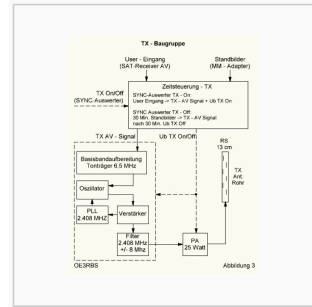 TX - Baugruppe
User - Eingang
(SAT-Receiver AV)
Standbilder
(MM - Adapter)
TX On/Off
(SYNC-Auswerter)
Zeitsteuerung - TX
SYNC-Auswerter TX - On:
User Eingang -> TX - AV Signal + Ub TX On
SYNC Auswerter TX - Off:
30 Min. Standbilder -> TX - AV Signal
nach 30 Min. Ub TX Off
TX AV - Signal
Ub TX On/Off
RS
13 cm
Basisbandaufbereitung
Tonträger 6,5 MHz
TX
Ant.
Rohr
Oszillator
PLL
2.408 MHZ
Verstärker
Filter
2.408 MHz
+/- 8 Mhz
PA
25 Watt
OE3RBS
Abbildung 3